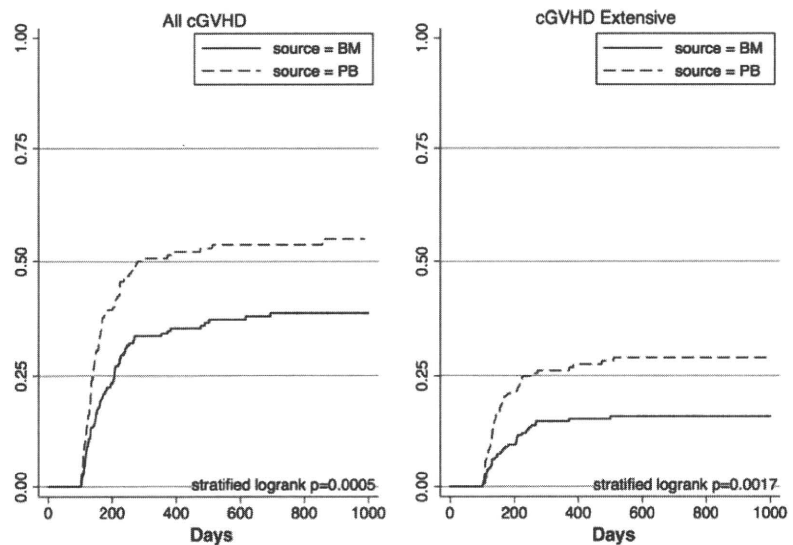 All cGVHD
source = BM
source = PB
1.00
0.75
0.50
0.25
0.00
stratified logrank p=0.0005
0 200 400 600 800 1000
Days
cGVHD Extensive
source = BM
source = PB
1.00
0.75
0.50
0.25
0.00
stratified logrank p=0.0017
0 200 400 600 800 1000
Days